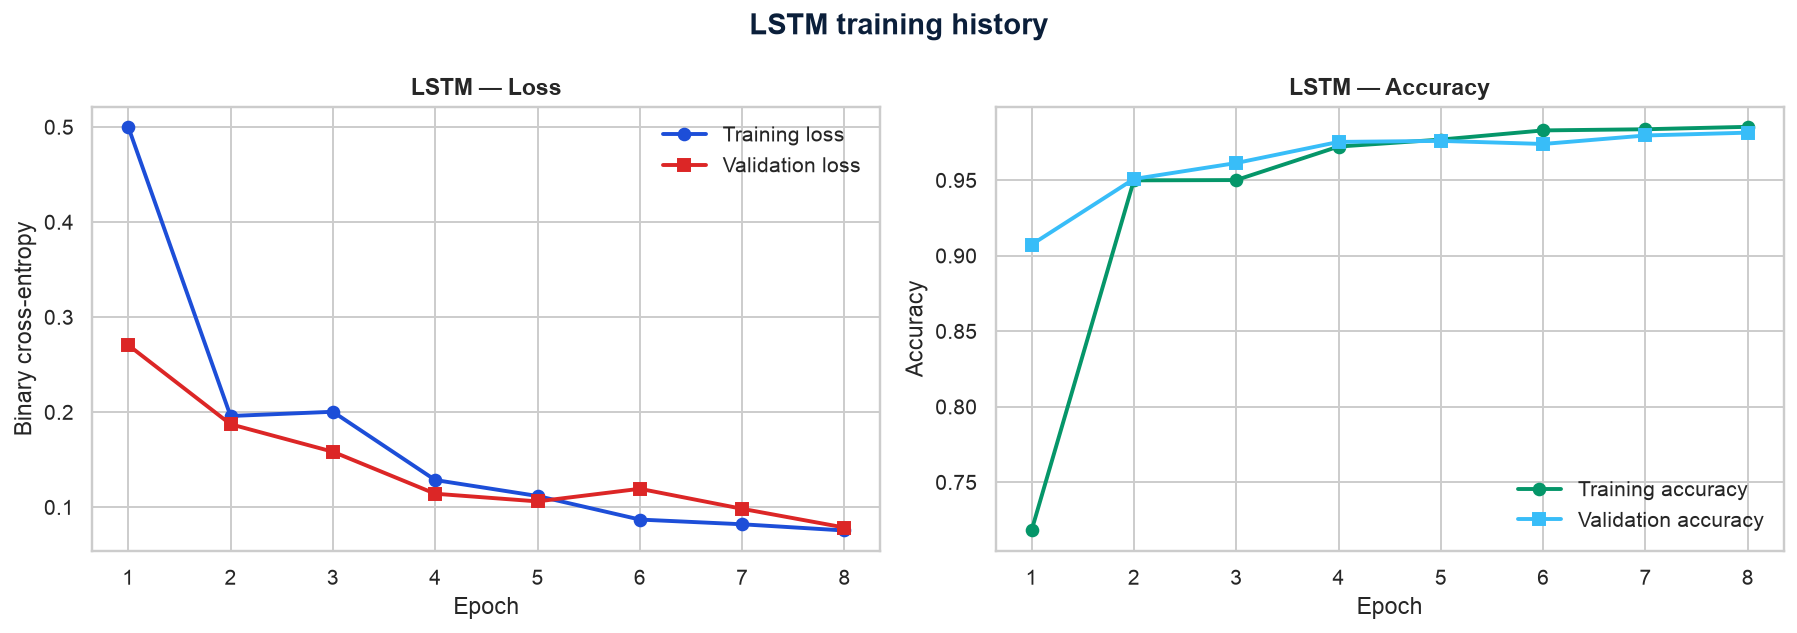 LSTM training history
LSTM — Loss
Binary cross-entropy
0.5
0.4
0.3
0.2
0.1
Training loss
Validation loss
1 2 3 4 5 6 7 8
Epoch
LSTM — Accuracy
Accuracy
0.95
0.90
0.85
0.80
0.75
Training accuracy
Validation accuracy
1 2 3 4 5 6 7 8
Epoch